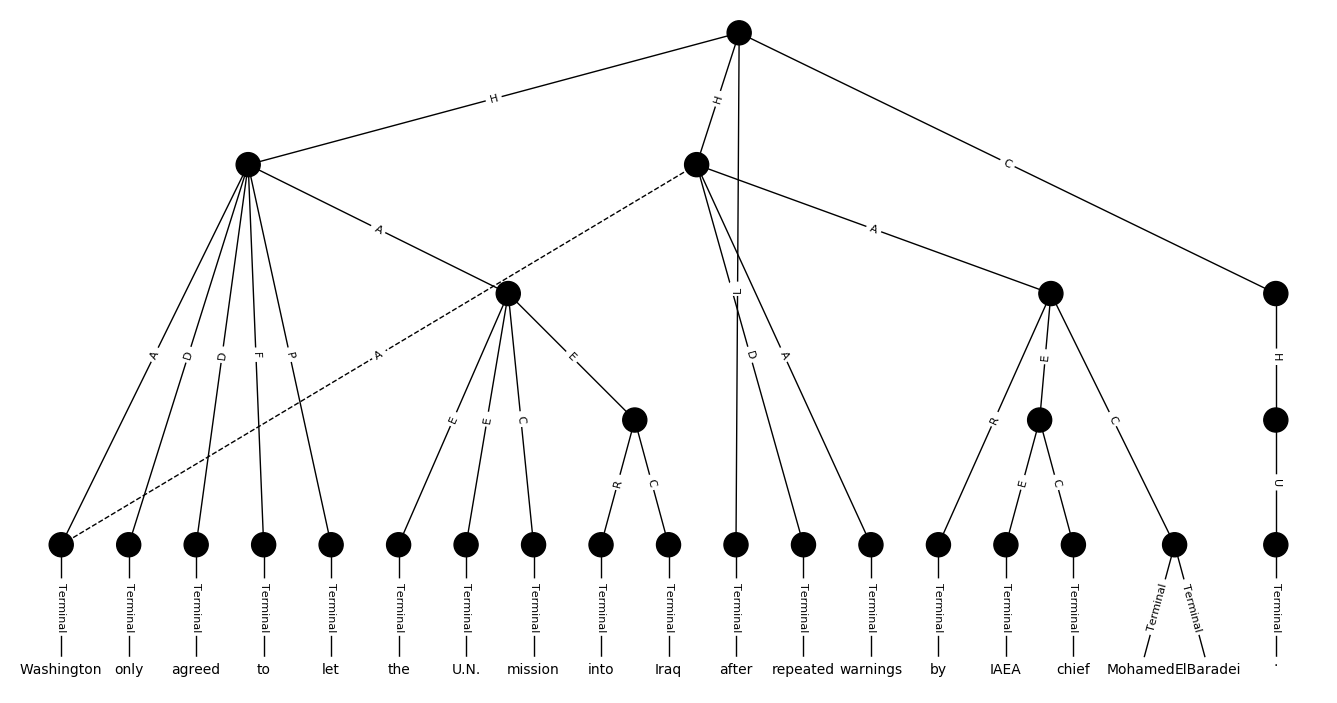 H
H
C
A
A
L
A
D
D
F
P
A
E
D
A
E
H
E
E
C
R
C
R
E
C
C
U
Terminal Terminal Terminal Terminal Terminal Terminal Terminal Terminal Terminal Terminal Terminal Terminal Terminal Terminal Terminal Terminal Terminal Terminal Terminal
Washington only agreed to let the U.N. mission into Iraq after repeated warnings by IAEA chief Mohamed ElBaradei .